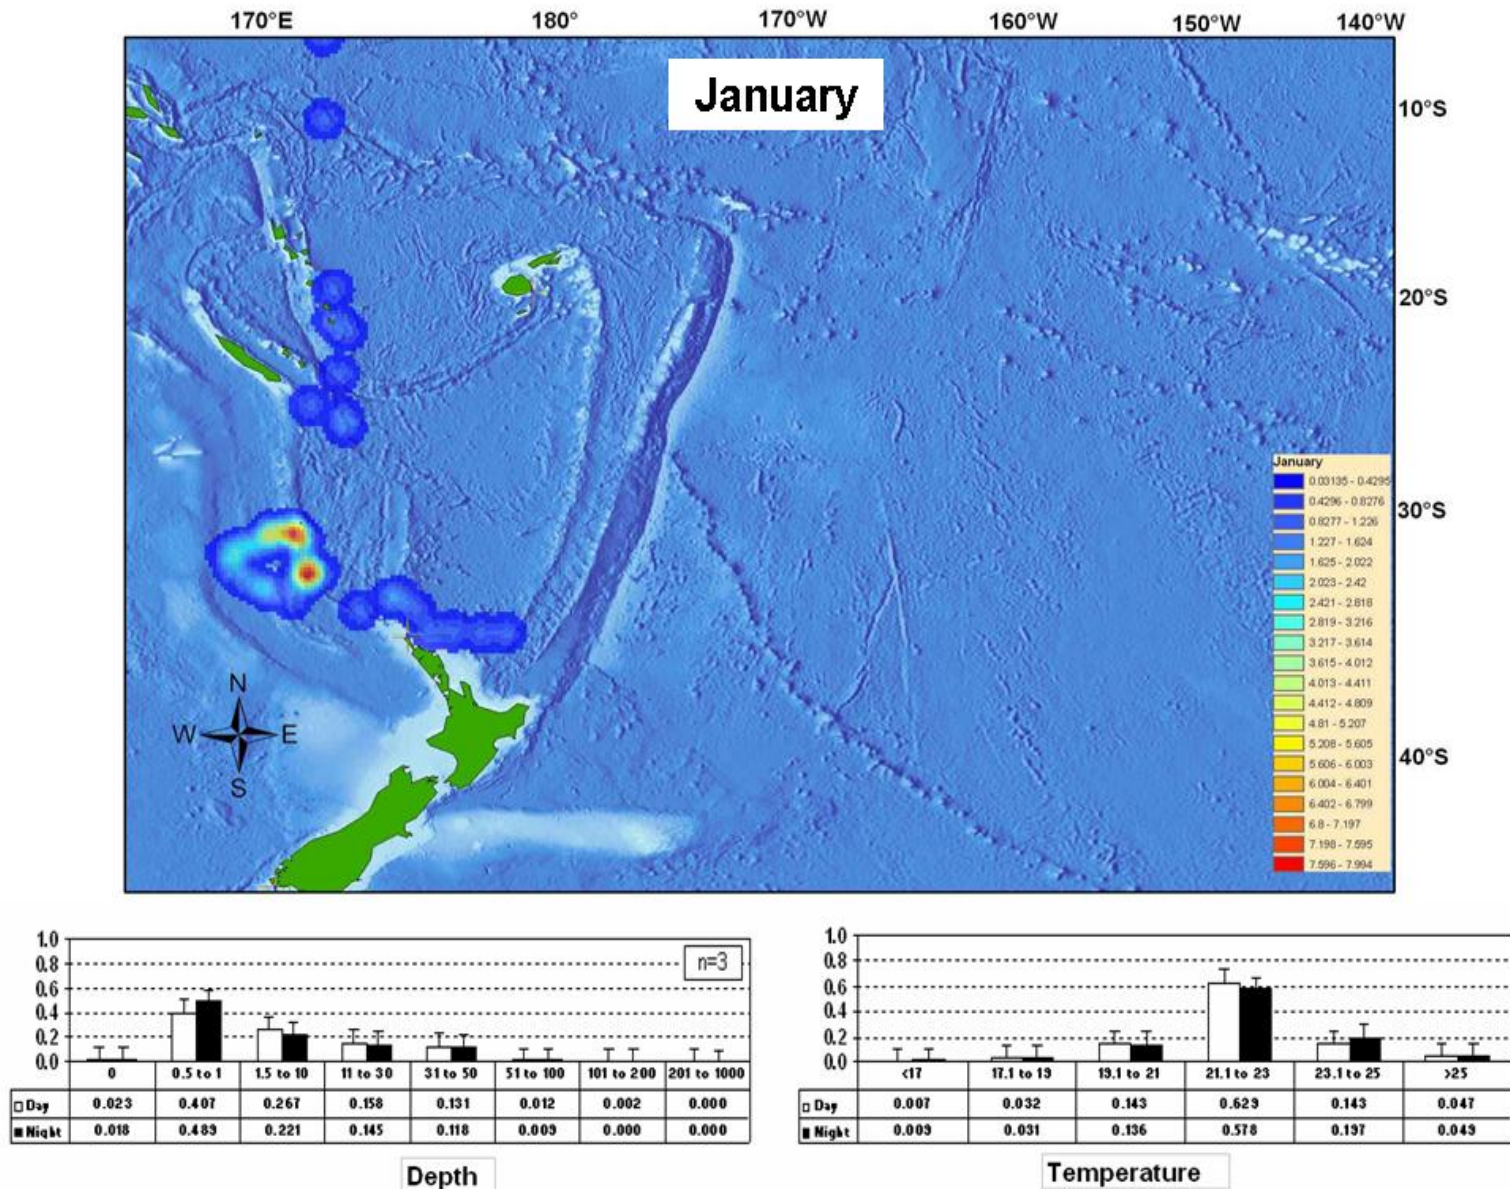 170°E 180° 170°W 160°W 150°W 140°W
January
10°S
20°S
30°S
40°S
N
W E
S
January
0.03135 - 0.4295
0.4296 - 0.8276
0.8277 - 1.226
1.227 - 1.624
1.625 - 2.022
2.023 - 2.42
2.421 - 2.818
2.819 - 3.216
3.217 - 3.614
3.615 - 4.012
4.013 - 4.411
4.412 - 4.809
4.81 - 5.207
5.208 - 5.605
5.606 - 6.003
6.004 - 6.401
6.402 - 6.799
6.8 - 7.197
7.198 - 7.595
7.596 - 7.994
1.0
0.8
0.6
0.4
0.2
0.0
n=3
0 0.5 to 1 1.5 to 10 11 to 30 31 to 50 51 to 100 101 to 200 201 to 1000
Day 0.023 0.407 0.267 0.158 0.131 0.012 0.002 0.000
Night 0.018 0.489 0.221 0.145 0.118 0.009 0.000 0.000
Depth
1.0
0.8
0.6
0.4
0.2
0.0
<17 17.1 to 19 19.1 to 21 21.1 to 23 23.1 to 25 >25
Day 0.007 0.032 0.143 0.629 0.143 0.047
Night 0.009 0.031 0.136 0.578 0.197 0.049
Temperature